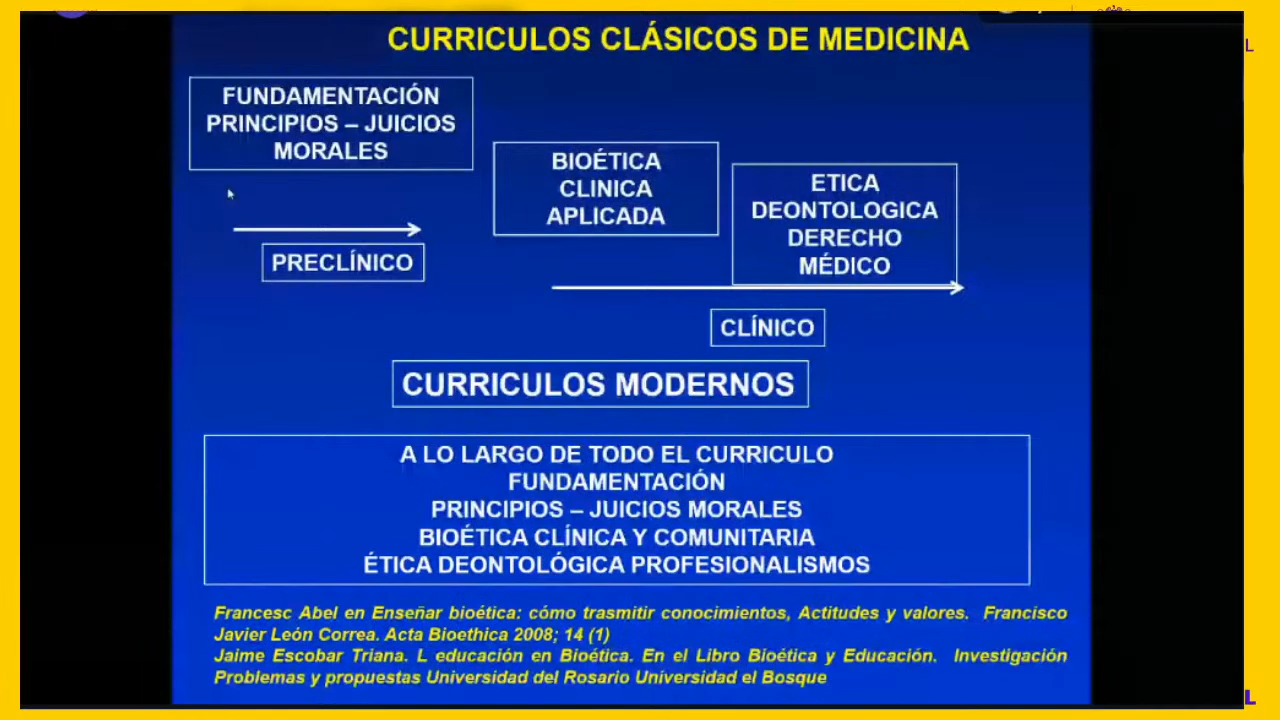 CURRICULOS CLÁSICOS DE MEDICINA
FUNDAMENTACIÓN
PRINCIPIOS – JUICIOS
MORALES
PRECLÍNICO
BIOÉTICA
CLINICA
APLICADA
ETICA
DEONTOLOGICA
DERECHO
MÉDICO
CLÍNICO
CURRICULOS MODERNOS
A LO LARGO DE TODO EL CURRICULO
FUNDAMENTACIÓN
PRINCIPIOS – JUICIOS MORALES
BIOÉTICA CLÍNICA Y COMUNITARIA
ÉTICA DEONTOLÓGICA PROFESIONALISMOS
Francesc Abel en Enseñar bioética: cómo trasmitir conocimientos, Actitudes y valores. Francisco
Javier León Correa. Acta Bioethica 2008; 14 (1)
Jaime Escobar Triana. L educación en Bioética. En el Libro Bioética y Educación. Investigación
Problemas y propuestas Universidad del Rosario Universidad el Bosque
L
L